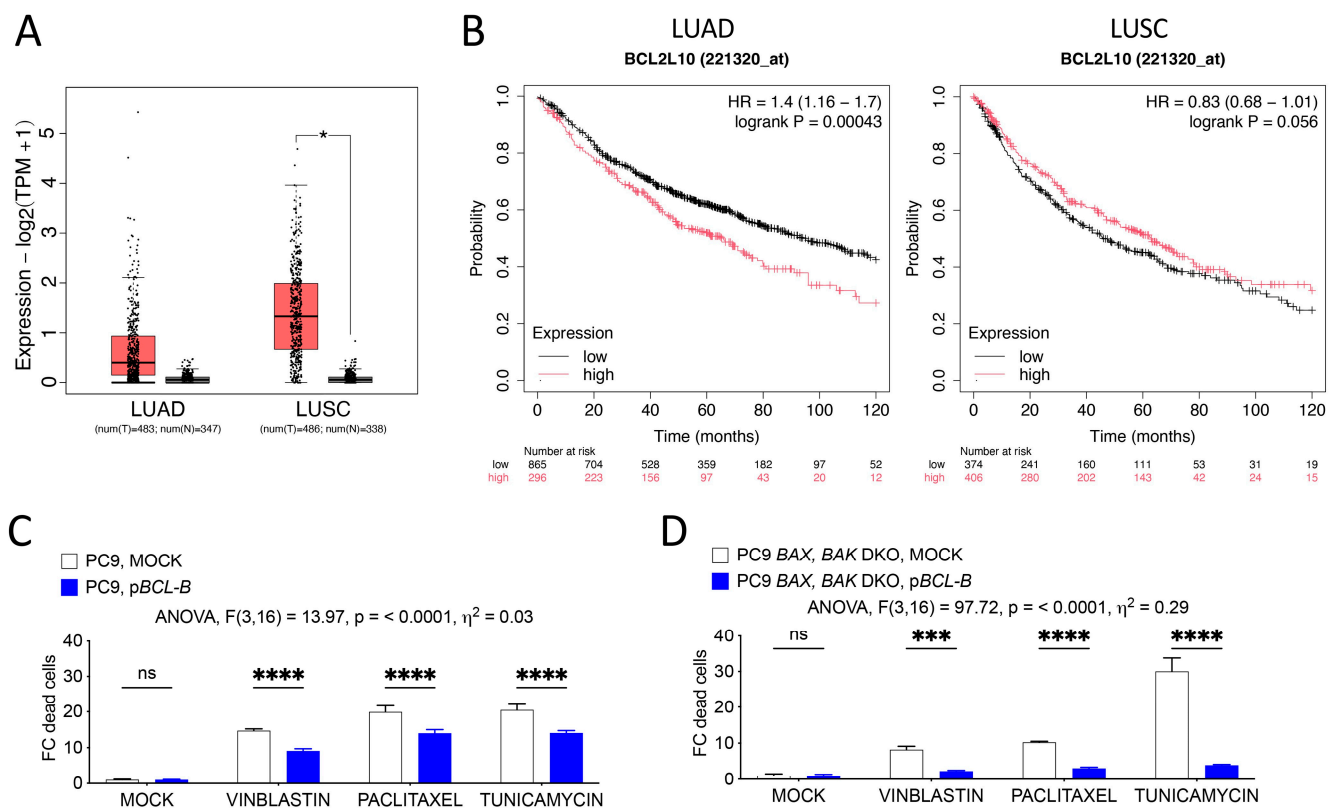 A
Expression − log2(TPM +1)
5
4
3
2
1
0
*
LUAD
LUSC
(num(T)=483; num(N)=347)
(num(T)=486; num(N)=338)
B
LUAD
BCL2L10 (221320_at)
HR = 1.4 (1.16 − 1.7)
logrank P = 0.00043
Probability
1.0
0.8
0.6
0.4
0.2
0.0
Expression
low
high
0 20 40 60 80 100 120
Time (months)
Number at risk
low 865 704 528 359 182 97 52
high 296 223 156 97 43 20 12
LUSC
BCL2L10 (221320_at)
HR = 0.83 (0.68 − 1.01)
logrank P = 0.056
Probability
1.0
0.8
0.6
0.4
0.2
0.0
Expression
low
high
0 20 40 60 80 100 120
Time (months)
Number at risk
low 374 241 160 111 53 31 19
high 406 280 202 143 42 24 15
C
PC9, MOCK
PC9, pBCL-B
ANOVA, F(3,16) = 13.97, p = < 0.0001, η² = 0.03
FC dead cells
40
30
20
10
0
ns **** **** ****
MOCK VINBLASTIN PACLITAXEL TUNICAMYCIN
D
PC9 BAX, BAK DKO, MOCK
PC9 BAX, BAK DKO, pBCL-B
ANOVA, F(3,16) = 97.72, p = < 0.0001, η² = 0.29
FC dead cells
40
30
20
10
0
ns *** **** ****
MOCK VINBLASTIN PACLITAXEL TUNICAMYCIN